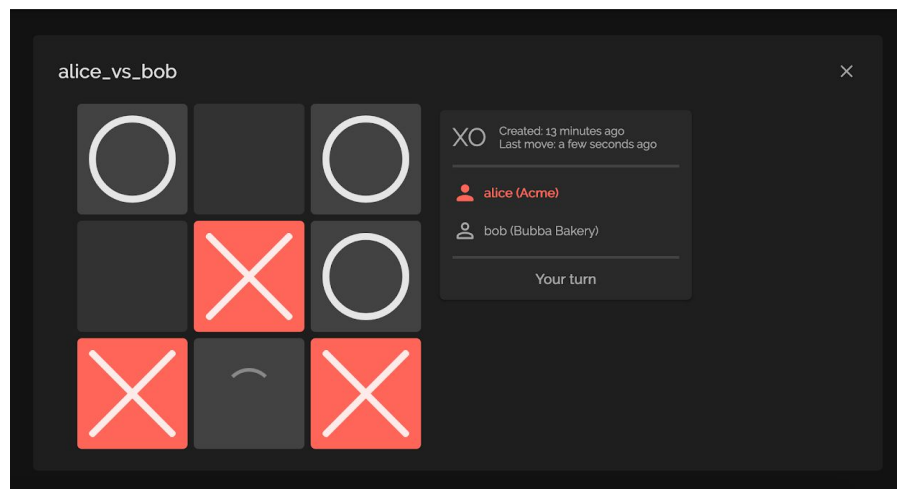 alice_vs_bob
XO
Created: 13 minutes ago
Last move: a few seconds ago
alice (Acme)
bob (Bubba Bakery)
Your turn